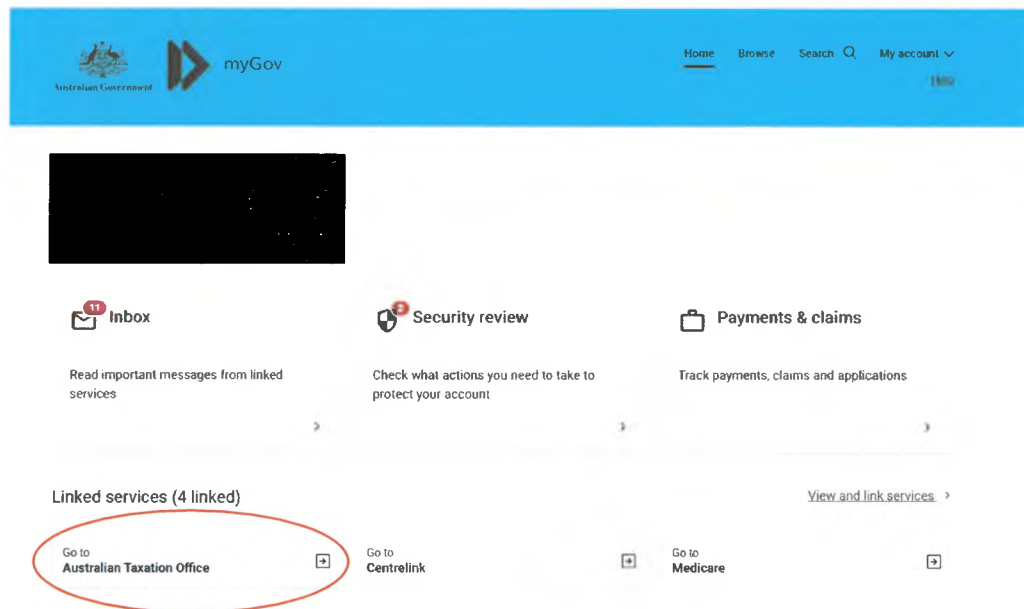 Australian Government
myGov
Home Browse Search My account
Help
11
Inbox
Read important messages from linked
services
Security review
Check what actions you need to take to
protect your account
Payments & claims
Track payments, claims and applications
Linked services (4 linked)
View and link services
Go to
Australian Taxation Office
Go to
Centrelink
Go to
Medicare